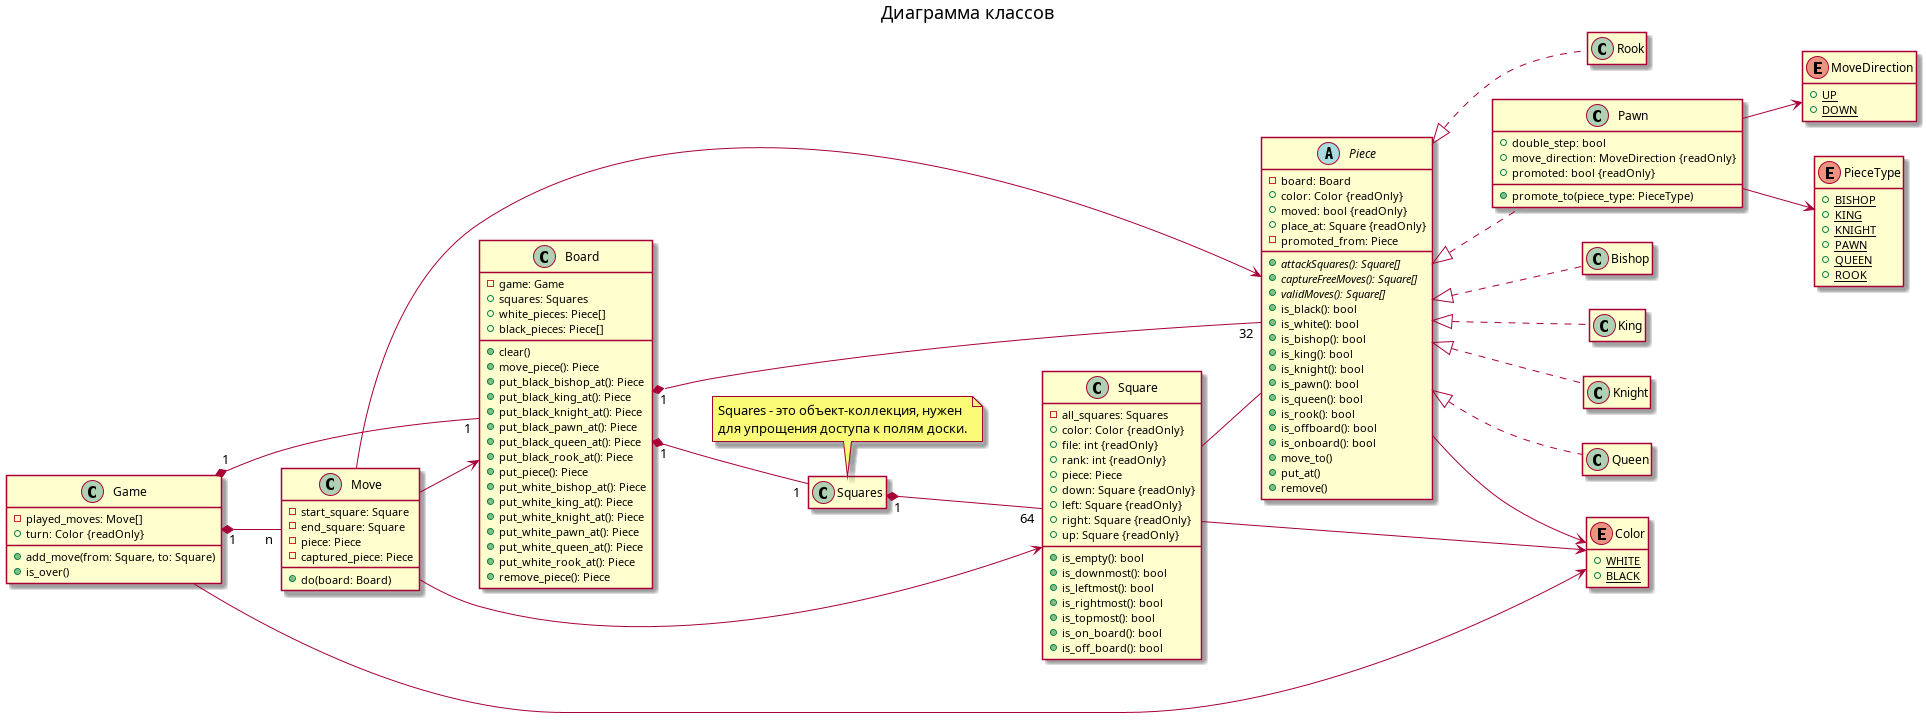 Диаграмма классов
C Game
played_moves: Move[]
turn: Color {readOnly}
add_move(from: Square, to: Square)
is_over()
1
1
1
n
C Move
start_square: Square
end_square: Square
piece: Piece
captured_piece: Piece
do(board: Board)
C Board
game: Game
squares: Squares
white_pieces: Piece[]
black_pieces: Piece[]
clear()
move_piece(): Piece
put_black_bishop_at(): Piece
put_black_king_at(): Piece
put_black_knight_at(): Piece
put_black_pawn_at(): Piece
put_black_queen_at(): Piece
put_black_rook_at(): Piece
put_piece(): Piece
put_white_bishop_at(): Piece
put_white_king_at(): Piece
put_white_knight_at(): Piece
put_white_pawn_at(): Piece
put_white_queen_at(): Piece
put_white_rook_at(): Piece
remove_piece(): Piece
1
32
1
1
Squares - это объект-коллекция, нужен
для упрощения доступа к полям доски.
C Squares
1
64
C Square
all_squares: Squares
color: Color {readOnly}
file: int {readOnly}
rank: int {readOnly}
piece: Piece
down: Square {readOnly}
left: Square {readOnly}
right: Square {readOnly}
up: Square {readOnly}
is_empty(): bool
is_downmost(): bool
is_leftmost(): bool
is_rightmost(): bool
is_topmost(): bool
is_on_board(): bool
is_off_board(): bool
A Piece
board: Board
color: Color {readOnly}
moved: bool {readOnly}
place_at: Square {readOnly}
promoted_from: Piece
attackSquares(): Square[]
captureFreeMoves(): Square[]
validMoves(): Square[]
is_black(): bool
is_white(): bool
is_bishop(): bool
is_king(): bool
is_knight(): bool
is_pawn(): bool
is_queen(): bool
is_rook(): bool
is_offboard(): bool
is_onboard(): bool
move_to()
put_at()
remove()
C Rook
C Pawn
double_step: bool
move_direction: MoveDirection {readOnly}
promoted: bool {readOnly}
promote_to(piece_type: PieceType)
C Bishop
C King
C Knight
C Queen
E Color
WHITE
BLACK
E MoveDirection
UP
DOWN
E PieceType
BISHOP
KING
KNIGHT
PAWN
QUEEN
ROOK